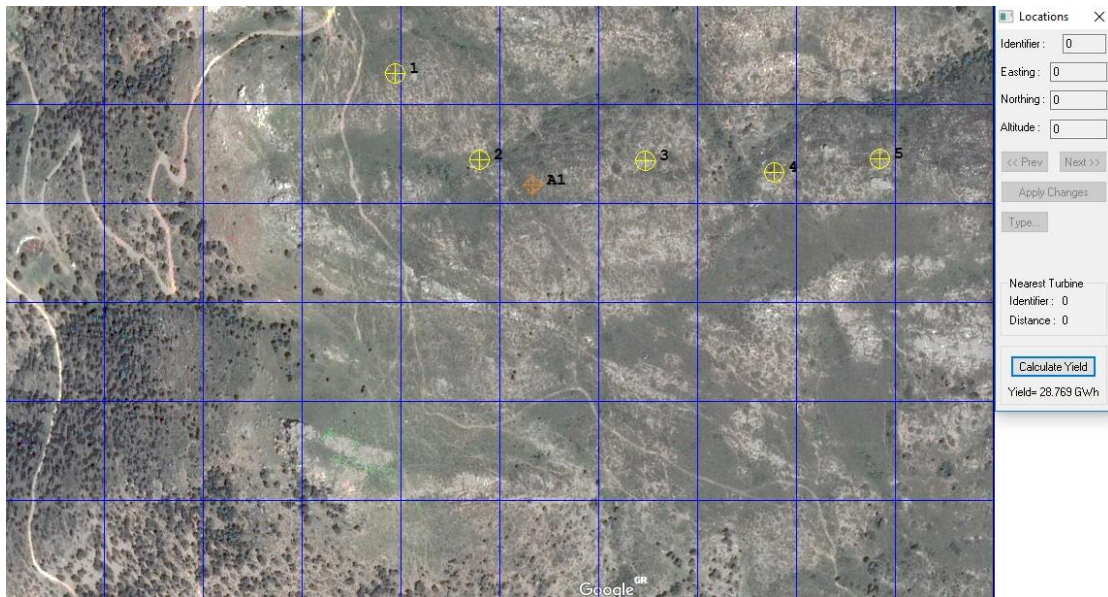 1
2
3
4
5
A1
Google
GR
Locations
Identifier : 0
Easting : 0
Northing : 0
Altitude : 0
<< Prev Next >>
Apply Changes
Type...
Nearest Turbine
Identifier : 0
Distance : 0
Calculate Yield
Yield= 28.769 GWh